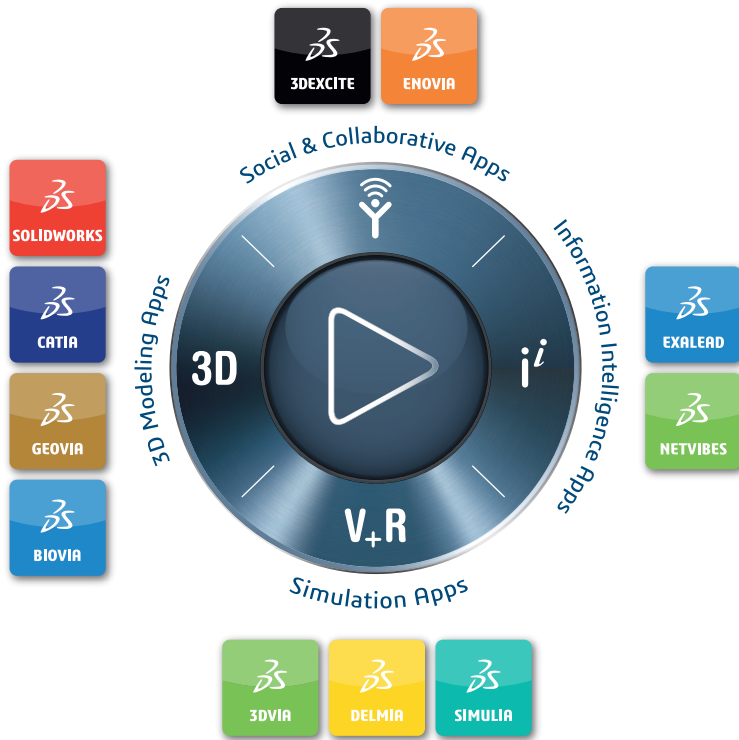 3DEXCITE
ENOVIA
Social & Collaborative Apps
SOLIDWORKS
CATIA
GEOVIA
BIOVIA
3D Modeling Apps
3D
i i
V+R
Information Intelligence Apps
EXALEAD
NETVIBES
Simulation Apps
3DVIA
DELMIA
SIMULIA